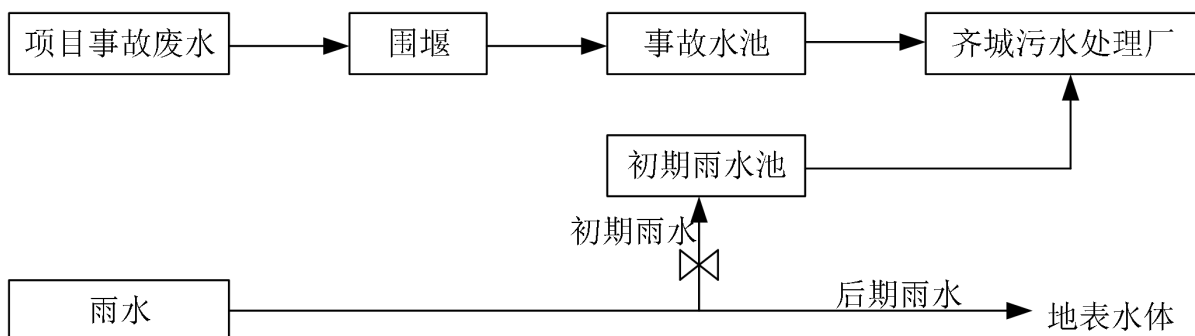 项目事故废水
围堰
事故水池
齐城污水处理厂
初期雨水池
初期雨水
雨水
后期雨水
地表水体